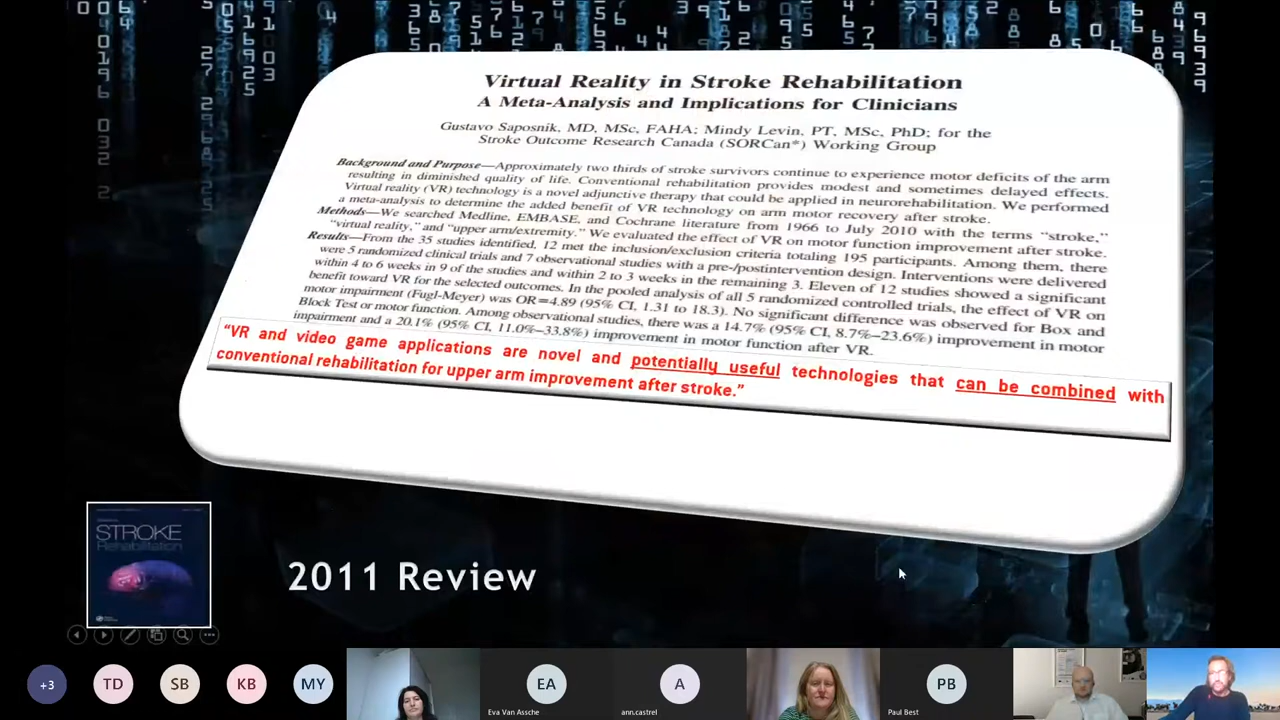 Virtual Reality in Stroke Rehabilitation
A Meta-Analysis and Implications for Clinicians
Gustavo Saposnik, MD, MSc, FAHA; Mindy Levin, PT, MSc, PhD; for the
Stroke Outcome Research Canada (SORCan*) Working Group
Background and Purpose—Approximately two thirds of stroke survivors continue to experience motor deficits of the arm
resulting in diminished quality of life. Conventional rehabilitation provides modest and sometimes delayed effects.
Virtual reality (VR) technology is a novel adjunctive therapy that could be applied in neurorehabilitation. We performed
a meta-analysis to determine the added benefit of VR technology on arm motor recovery after stroke.
Methods—We searched Medline, EMBASE, and Cochrane literature from 1966 to July 2010 with the terms “stroke,”
“virtual reality,” and “upper arm/extremity.” We evaluated the effect of VR on motor function improvement after stroke.
Results—From the 35 studies identified, 12 met the inclusion/exclusion criteria totaling 195 participants. Among them, there
were 5 randomized clinical trials and 7 observational studies with a pre-/postintervention design. Interventions were delivered
within 4 to 6 weeks in 9 of the studies and within 2 to 3 weeks in the remaining 3. Eleven of 12 studies showed a significant
benefit toward VR for the selected outcomes. In the pooled analysis of all 5 randomized controlled trials, the effect of VR on
motor impairment (Fugl-Meyer) was OR=4.89 (95% CI, 1.31 to 18.3). No significant difference was observed for Box and
Block Test or motor function. Among observational studies, there was a 14.7% (95% CI, 8.7%–23.6%) improvement in motor
impairment and a 20.1% (95% CI, 11.0%–33.8%) improvement in motor function after VR.
“VR and video game applications are novel and potentially useful technologies that can be combined with
conventional rehabilitation for upper arm improvement after stroke.”
STROKE
Rehabilitation
2011 Review
+3
TD
SB
KB
MY
EA
Eva Van Assche
A
ann.castrel
PB
Paul Best